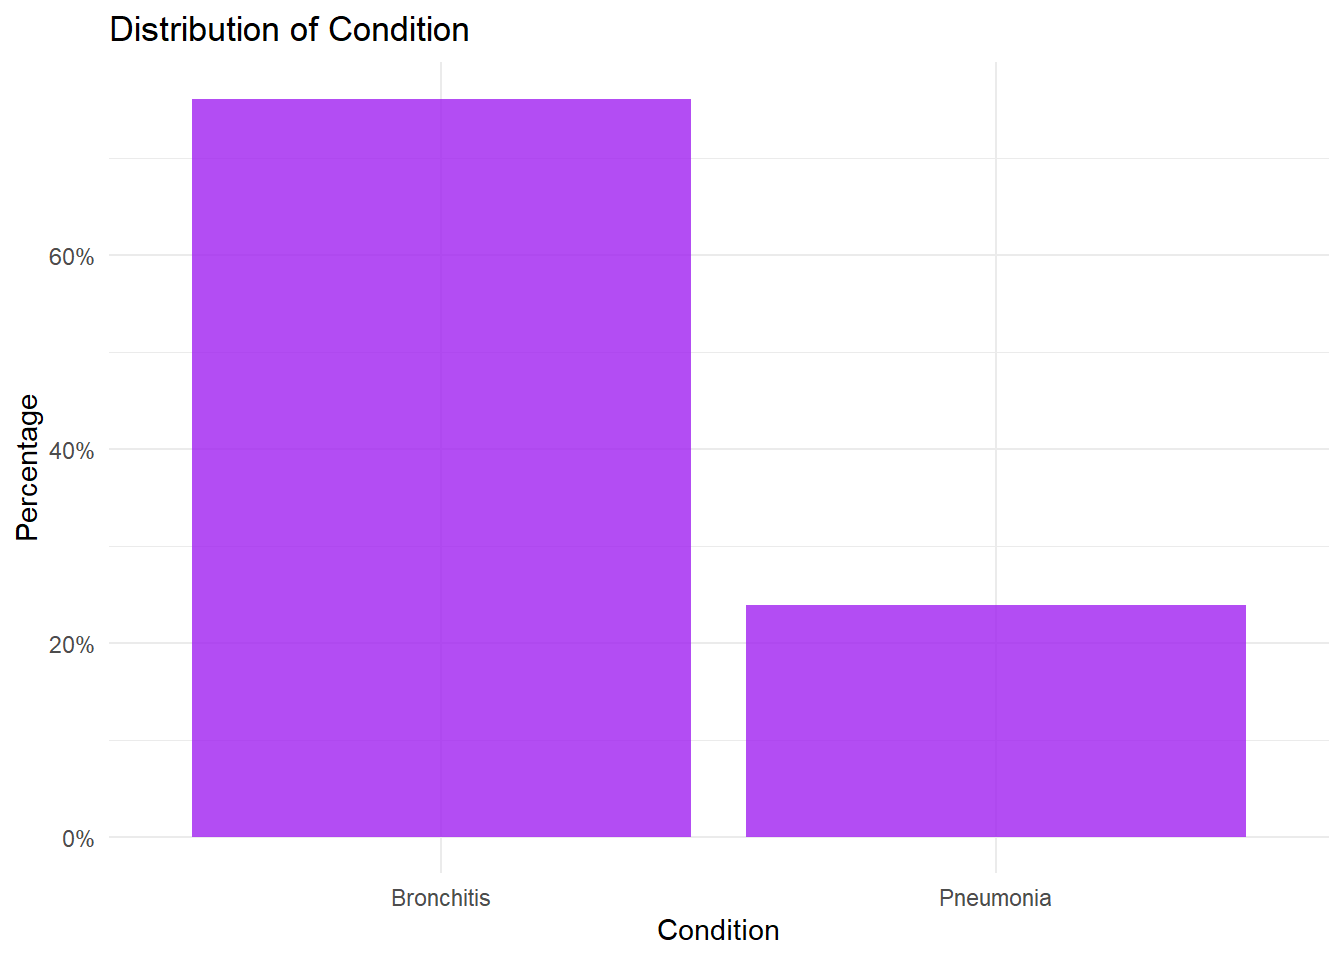 Distribution of Condition
Percentage
60%
40%
20%
0%
Bronchitis
Pneumonia
Condition